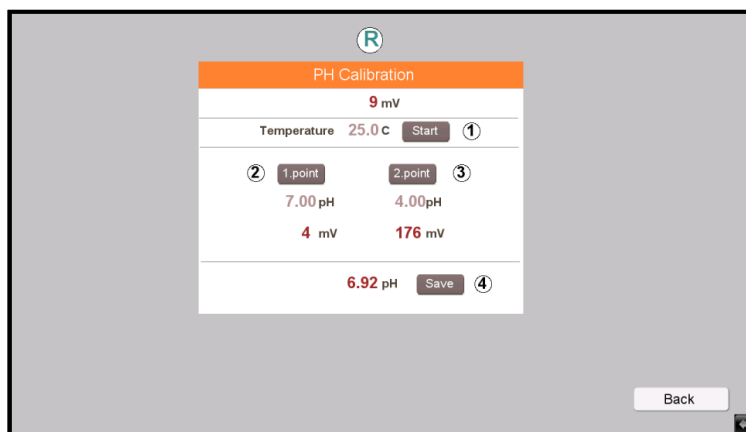 R
PH Calibration
9 mV
Temperature 25.0 C Start 1
2 1.point 2.point 3
7.00 pH 4.00pH
4 mV 176 mV
6.92 pH Save 4
Back